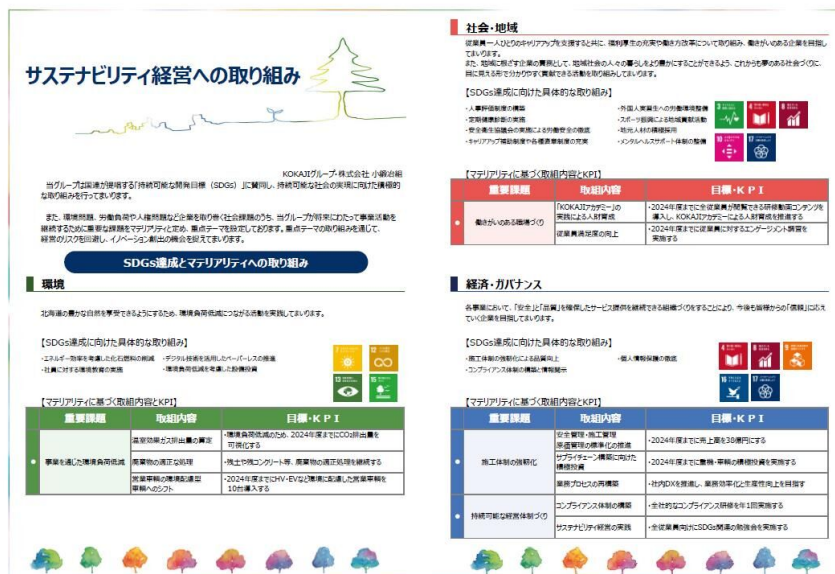 サステナビリティ経営への取り組み
KOKAJIグループ・株式会社 小鍛治組
当グループは国連が提唱する「持続可能な開発目標(SDGs)」に賛同し、持続可能な社会の実現に向けた積極的
な取り組みを行ってまいります。
また、環境問題、労働負荷や人権問題など企業を取り巻く社会課題のうち、当グループが将来にわたって事業活動を
継続するために重要な課題をマテリアリティと定め、重点テーマを設定しております。重点テーマの取り組みを通じて、
経営のリスクを回避し、イノベーション創出の機会を捉えてまいります。
SDGs達成とマテリアリティへの取り組み
環境
北海道の豊かな自然を享受できるようにするため、環境負荷低減につながる活動を実践してまいります。
【SDGs達成に向けた具体的な取り組み】
・エネルギー効率を考慮した化石燃料の削減 ・デジタル技術を活用したペーパーレスの推進
・社員に対する環境教育の実施 ・環境負荷低減を考慮した設備投資
【マテリアリティに基づく取組内容とKPI】
重要課題 取組内容 目標・KPI
事業を通じた環境負荷低減
温室効果ガス排出量の算定 ・環境負荷低減のため、2024年度までにCO₂排出量を
可視化する
廃棄物の適正な処理 ・残土や残コンクリート等、廃棄物の適正処理を継続する
営業車輌の環境配慮型 ・2024年度までにHV・EVなど環境に配慮した営業車輌を
車輌へのシフト 10台導入する
社会・地域
従業員一人ひとりのキャリアアップを支援すると共に、福利厚生の充実や働き方改革について取り組み、働きがいのある企業を目指し
てまいります。
また、地域に根ざす企業の責務として、地域社会の人々の暮らしをより豊かにすることができるよう、これからも夢のある社会づくりに、
目に見える形で分かりやすく貢献できる活動を取り組みしてまいります。
【SDGs達成に向けた具体的な取り組み】
・人事評価制度の構築 ・外国人実習生への労働環境整備
・定期健康診断の実施 ・スポーツ振興による地域貢献活動
・安全衛生協議会の実施による労働安全の徹底 ・地元人材の積極採用
・キャリアアップ補助制度や各種表彰制度の充実 ・メンタルヘルスサポート体制の整備
【マテリアリティに基づく取組内容とKPI】
重要課題 取組内容 目標・KPI
働きがいのある職場づくり
「KOKAJIアカデミー」の ・2024年度までに全従業員が閲覧できる研修動画コンテンツを
実践による人財育成 導入し、KOKAJIアカデミーによる人財育成を推進する
従業員満足度の向上 ・2024年度までに従業員に対するエンゲージメント調査を
実施する
経済・ガバナンス
各事業において、「安全」と「品質」を確保したサービス提供を継続できる組織づくりをすることにより、今後も皆様からの「信頼」に応え
ていく企業を目指してまいります。
【SDGs達成に向けた具体的な取り組み】
・施工体制の強靭化による品質向上 ・個人情報保護の徹底
・コンプライアンス体制の構築と情報開示
【マテリアリティに基づく取組内容とKPI】
重要課題 取組内容 目標・KPI
施工体制の強靭化
安全管理・施工管理
原価管理の標準化の推進 ・2024年度までに売上高を38億円にする
サプライチェーン構築に向けた
積極投資 ・2024年度までに重機・車輌の積極投資を実施する
業務プロセスの再構築 ・社内DXを推進し、業務効率化と生産性向上を目指す
持続可能な経営体制づくり
コンプライアンス体制の構築 ・全社的なコンプライアンス研修を年1回実施する
サステナビリティ経営の実践 ・全従業員向けにSDGs関連の勉強会を実施する